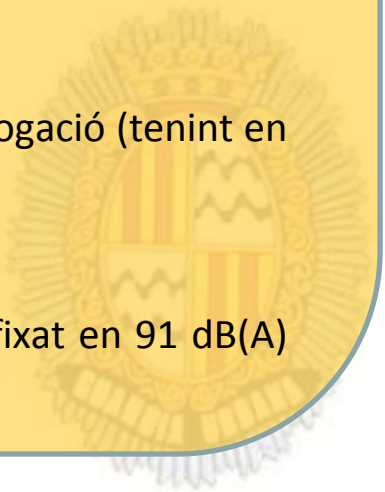 ogació (tenint en
fixat en 91 dB(A)